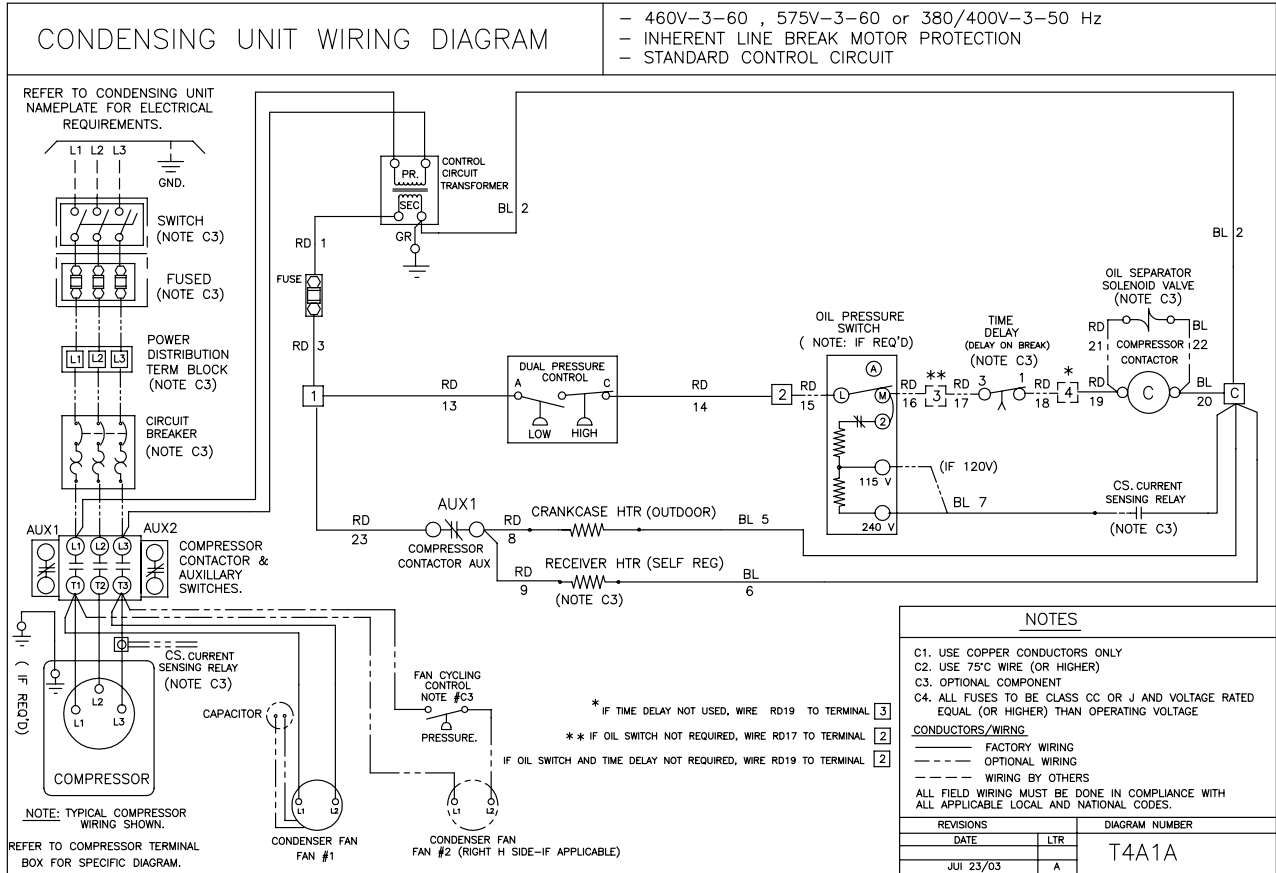 CONDENSING UNIT WIRING DIAGRAM
– 460V–3–60 , 575V–3–60 or 380/400V–3–50 Hz
– INHERENT LINE BREAK MOTOR PROTECTION
– STANDARD CONTROL CIRCUIT
REFER TO CONDENSING UNIT
NAMEPLATE FOR ELECTRICAL
REQUIREMENTS.
L1 L2 L3
GND.
SWITCH
(NOTE C3)
FUSED
(NOTE C3)
L1 L2 L3
POWER
DISTRIBUTION
TERM BLOCK
(NOTE C3)
CIRCUIT
BREAKER
(NOTE C3)
AUX1
AUX2
L1 L2 L3
T1 T2 T3
COMPRESSOR
CONTACTOR &
AUXILLARY
SWITCHES.
CS. CURRENT
SENSING RELAY
(NOTE C3)
( IF REQ'D)
L1 L2 L3
COMPRESSOR
NOTE: TYPICAL COMPRESSOR
WIRING SHOWN.
REFER TO COMPRESSOR TERMINAL
BOX FOR SPECIFIC DIAGRAM.
PR.
SEC
CONTROL
CIRCUIT
TRANSFORMER
GR
BL 2
BL 2
RD 1
FUSE
RD 3
1
RD
13
DUAL PRESSURE
CONTROL
A C
LOW HIGH
RD
14
2
RD
15
OIL PRESSURE
SWITCH
( NOTE: IF REQ'D)
A
L
M
2
115 V
240 V
RD
16
**
3
RD
17
TIME
DELAY
(DELAY ON BREAK)
(NOTE C3)
3 1
RD
18
*
4
RD
19
OIL SEPARATOR
SOLENOID VALVE
(NOTE C3)
RD
21
BL
22
COMPRESSOR
CONTACTOR
C
BL
20
C
(IF 120V)
BL 7
CS. CURRENT
SENSING RELAY
(NOTE C3)
RD
23
AUX1
COMPRESSOR
CONTACTOR AUX
RD
8
CRANKCASE HTR (OUTDOOR)
BL 5
RD
9
RECEIVER HTR (SELF REG)
(NOTE C3)
BL
6
CAPACITOR
L1 L2
CONDENSER FAN
FAN #1
FAN CYCLING
CONTROL
NOTE #C3
PRESSURE.
L1 L2
CONDENSER FAN
FAN #2 (RIGHT H SIDE–IF APPLICABLE)
* IF TIME DELAY NOT USED, WIRE RD19 TO TERMINAL 3
** IF OIL SWITCH NOT REQUIRED, WIRE RD17 TO TERMINAL 2
IF OIL SWITCH AND TIME DELAY NOT REQUIRED, WIRE RD19 TO TERMINAL 2
NOTES
C1. USE COPPER CONDUCTORS ONLY
C2. USE 75°C WIRE (OR HIGHER)
C3. OPTIONAL COMPONENT
C4. ALL FUSES TO BE CLASS CC OR J AND VOLTAGE RATED
EQUAL (OR HIGHER) THAN OPERATING VOLTAGE
CONDUCTORS/WIRNG
FACTORY WIRING
OPTIONAL WIRING
WIRING BY OTHERS
ALL FIELD WIRING MUST BE DONE IN COMPLIANCE WITH
ALL APPLICABLE LOCAL AND NATIONAL CODES.
REVISIONS
DATE LTR
JUI 23/03 A
DIAGRAM NUMBER
T4A1A